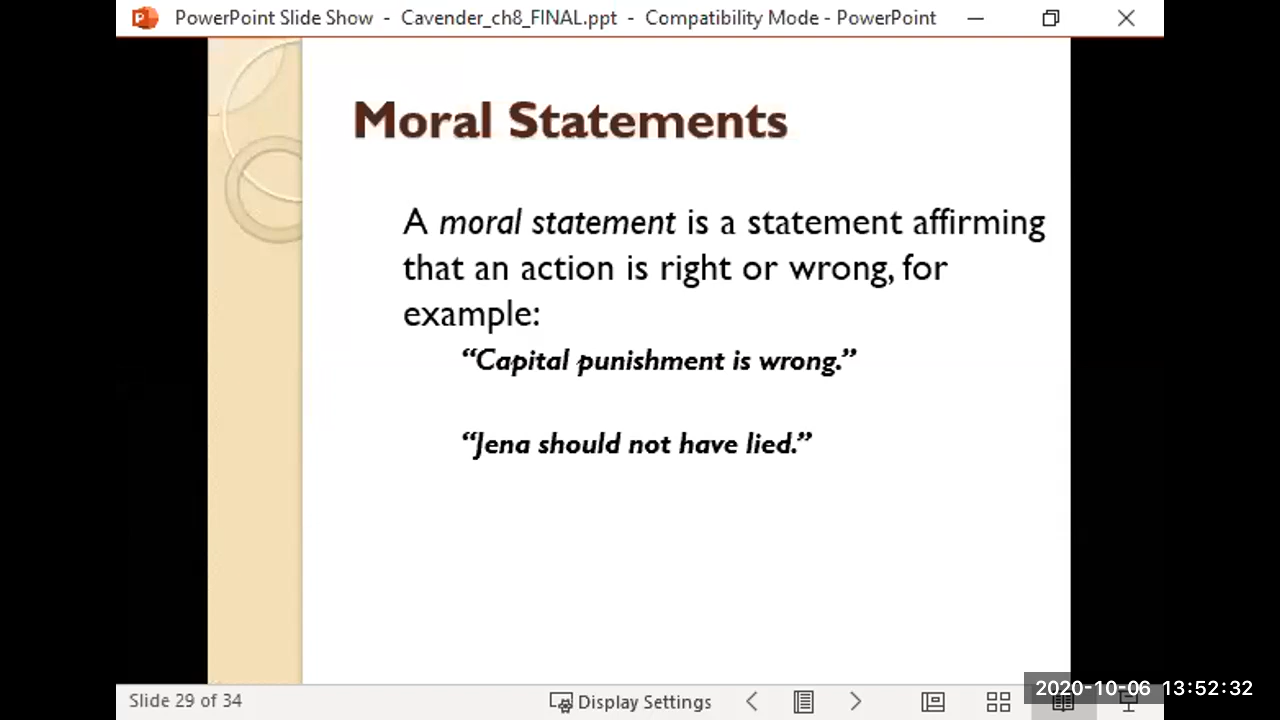 PowerPoint Slide Show - Cavender_ch8_FINAL.ppt - Compatibility Mode - PowerPoint
Moral Statements
A moral statement is a statement affirming
that an action is right or wrong, for
example:
“Capital punishment is wrong.”
“Jena should not have lied.”
Slide 29 of 34
Display Settings
2020-10-06 13:52:32